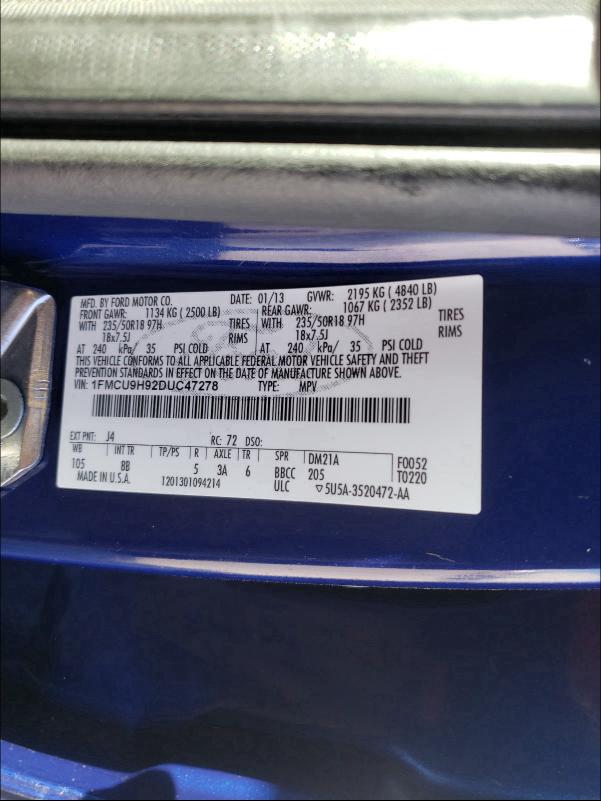 MFD. BY FORD MOTOR CO. DATE: 01/13 GVWR: 2195 KG ( 4840 LB)
FRONT GAWR: 1134 KG ( 2500 LB) REAR GAWR: 1067 KG ( 2352 LB)
WITH 235/50R18 97H TIRES WITH 235/50R18 97H TIRES
18x7.5J RIMS 18x7.5J RIMS
AT 240 kPa/ 35 PSI COLD AT 240 kPa/ 35 PSI COLD
THIS VEHICLE CONFORMS TO ALL APPLICABLE FEDERAL MOTOR VEHICLE SAFETY AND THEFT
PREVENTION STANDARDS IN EFFECT ON THE DATE OF MANUFACTURE SHOWN ABOVE.
VIN: 1FMCU9H92DUC47278 TYPE: MPV
EXT PNT: J4 RC: 72 DSO:
WB INT TR TP/PS R AXLE TR SPR DM21A F0052
105 BB 5 3A 6 BBCC 205 T0220
MADE IN U.S.A. 1201301094214 ULC ▽5U5A-3520472-AA